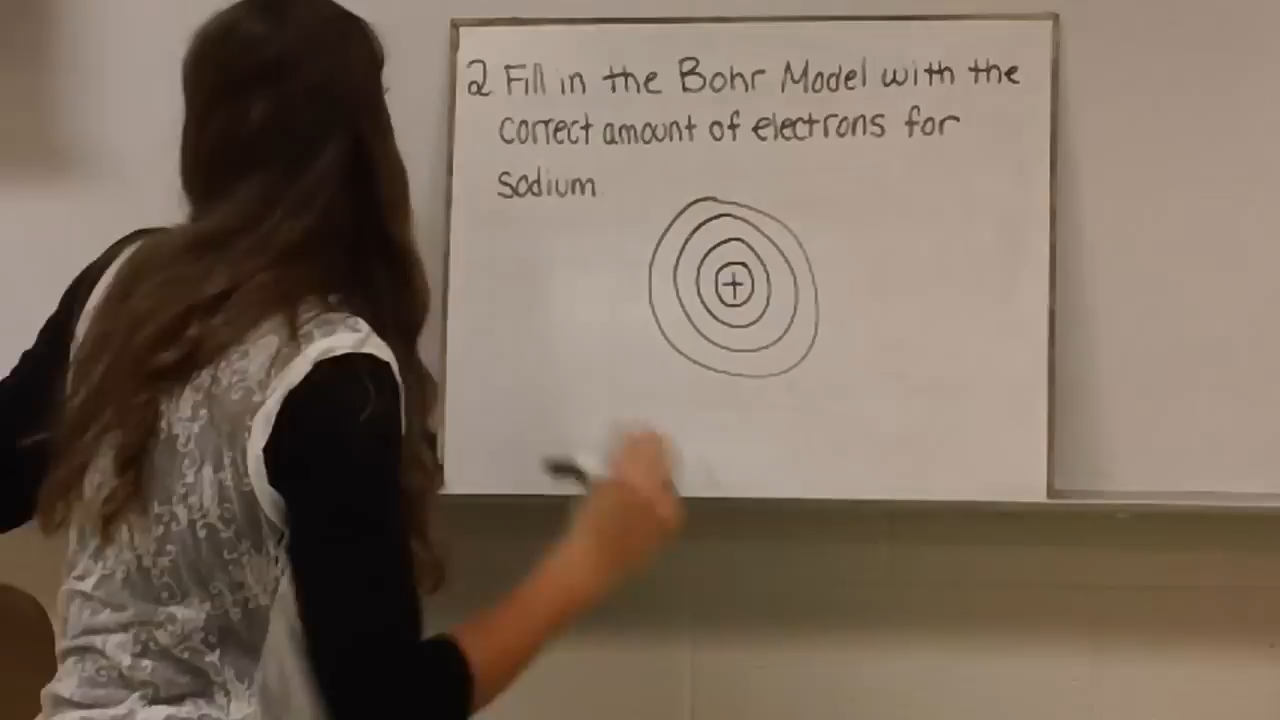 2 Fill in the Bohr Model with the
correct amount of electrons for
sodium
+